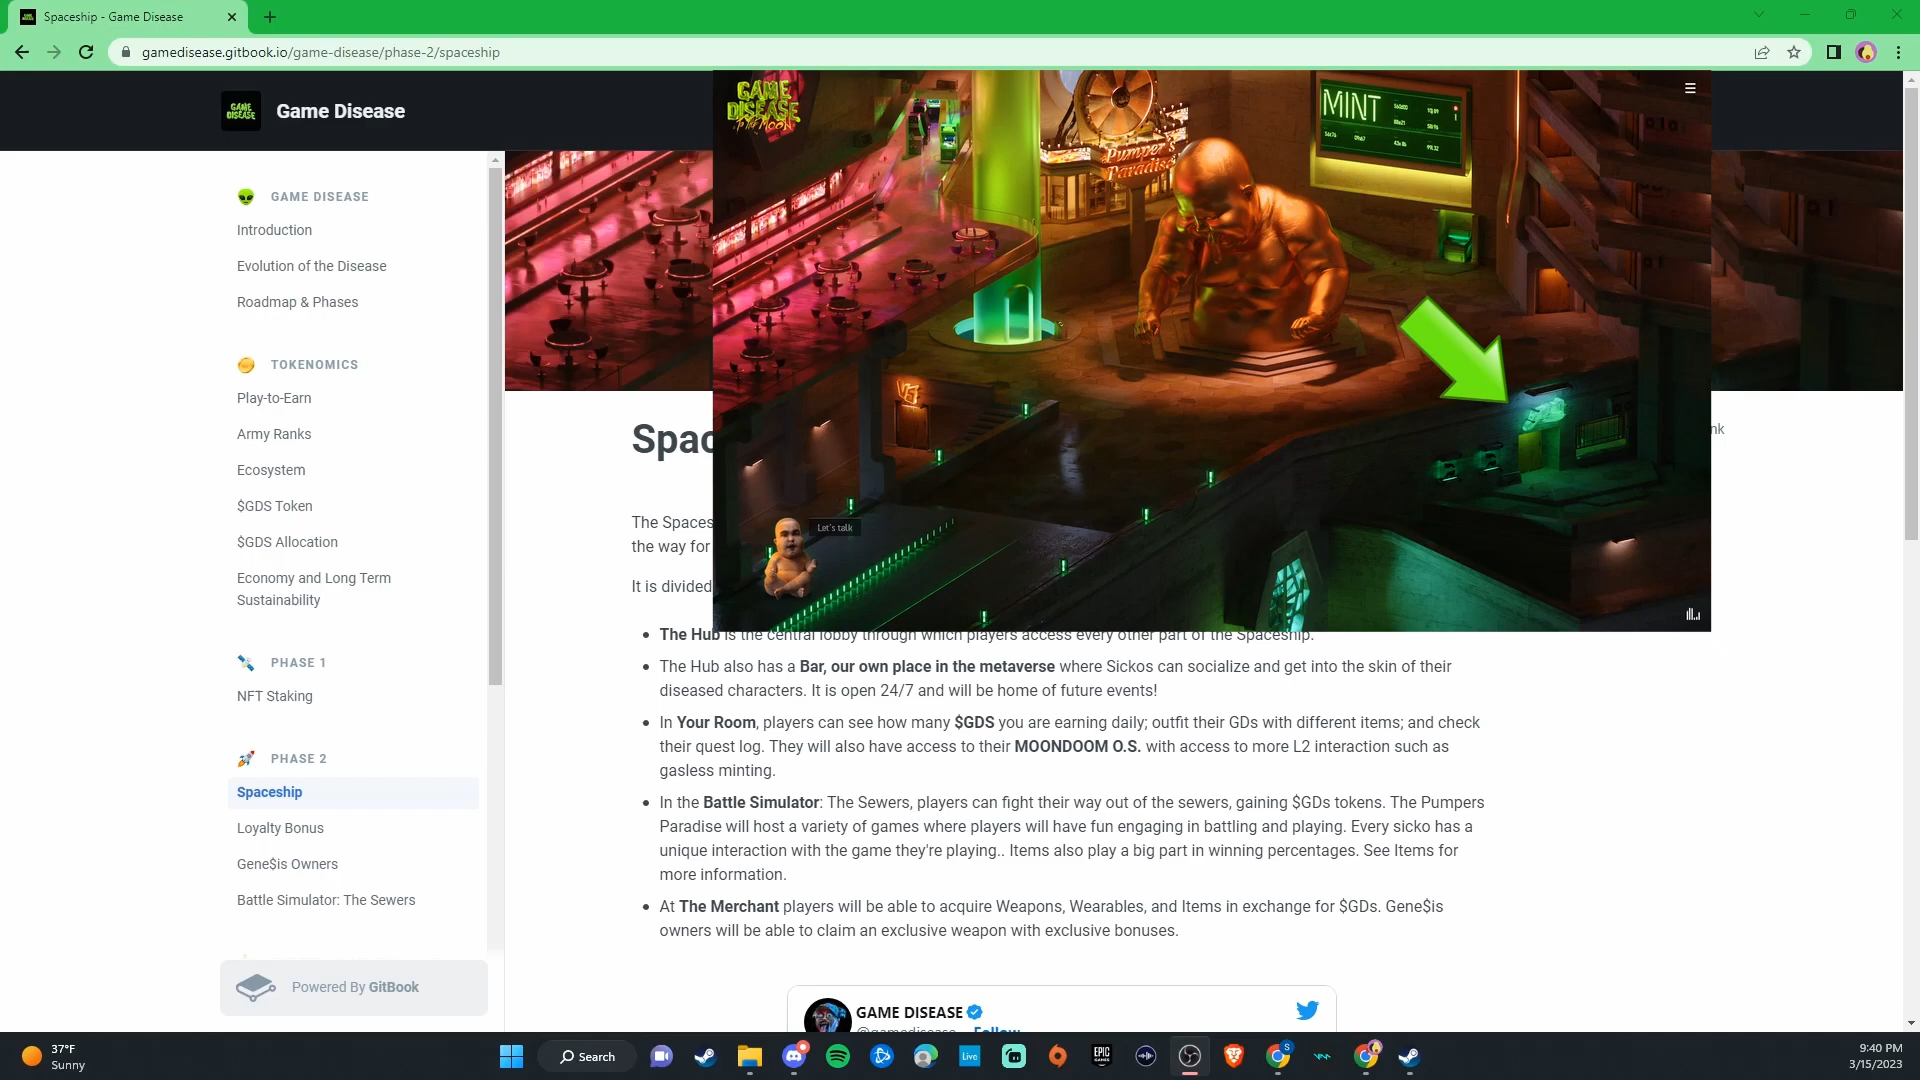 Spaceship - Game Disease
gamedisease.gitbook.io/game-disease/phase-2/spaceship
GAME DISEASE
Game Disease
GAME DISEASE
TO THE MOON
Pumper's Paradise
MINT
GAME DISEASE
Introduction
Evolution of the Disease
Roadmap & Phases
TOKENOMICS
Play-to-Earn
Army Ranks
Ecosystem
$GDS Token
$GDS Allocation
Economy and Long Term
Sustainability
PHASE 1
NFT Staking
PHASE 2
Spaceship
Loyalty Bonus
Gene$is Owners
Battle Simulator: The Sewers
Powered By GitBook
Spac
nk
VS
Let's talk
The Spaces
the way for
It is divided
• The Hub is the central lobby through which players access every other part of the Spaceship.
• The Hub also has a Bar, our own place in the metaverse where Sickos can socialize and get into the skin of their
diseased characters. It is open 24/7 and will be home of future events!
• In Your Room, players can see how many $GDS you are earning daily; outfit their GDs with different items; and check
their quest log. They will also have access to their MOONDOOM O.S. with access to more L2 interaction such as
gasless minting.
• In the Battle Simulator: The Sewers, players can fight their way out of the sewers, gaining $GDs tokens. The Pumpers
Paradise will host a variety of games where players will have fun engaging in battling and playing. Every sicko has a
unique interaction with the game they're playing.. Items also play a big part in winning percentages. See Items for
more information.
• At The Merchant players will be able to acquire Weapons, Wearables, and Items in exchange for $GDs. Gene$is
owners will be able to claim an exclusive weapon with exclusive bonuses.
GAME DISEASE
@gamedisease · Follow
37°F
Sunny
Search
Live
EPIC
GAMES
S
9:40 PM
3/15/2023